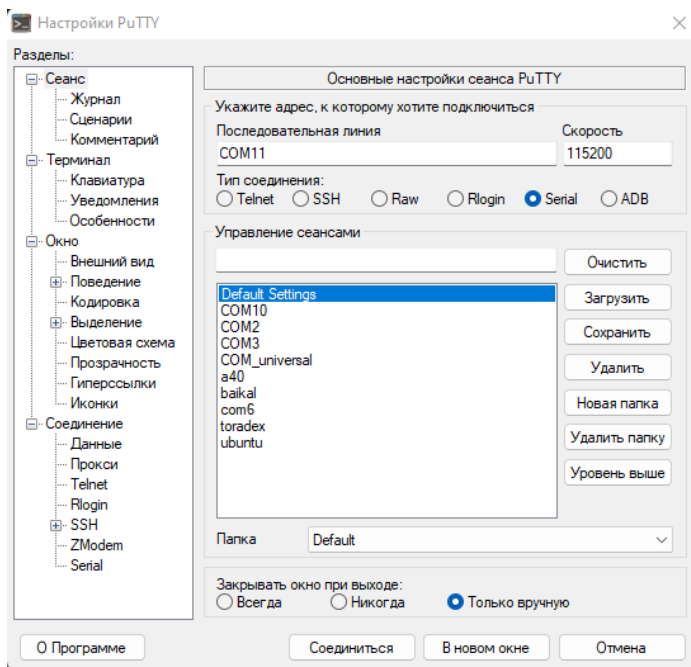 Настройки PuTTY
Разделы:
Сеанс
Журнал
Сценарии
Комментарий
Терминал
Клавиатура
Уведомления
Особенности
Окно
Внешний вид
Поведение
Кодировка
Выделение
Цветовая схема
Прозрачность
Гиперссылки
Иконки
Соединение
Данные
Прокси
Telnet
Rlogin
SSH
ZModem
Serial
Основные настройки сеанса PuTTY
Укажите адрес, к которому хотите подключиться
Последовательная линия Скорость
COM11 115200
Тип соединения:
Telnet SSH Raw Rlogin Serial ADB
Управление сеансами
Очистить
Default Settings
COM10
COM2
COM3
COM_universal
a40
baikal
com6
toradex
ubuntu
Загрузить
Сохранить
Удалить
Новая папка
Удалить папку
Уровень выше
Папка Default
Закрывать окно при выходе:
Всегда Никогда Только вручную
О Программе Соединиться В новом окне Отмена